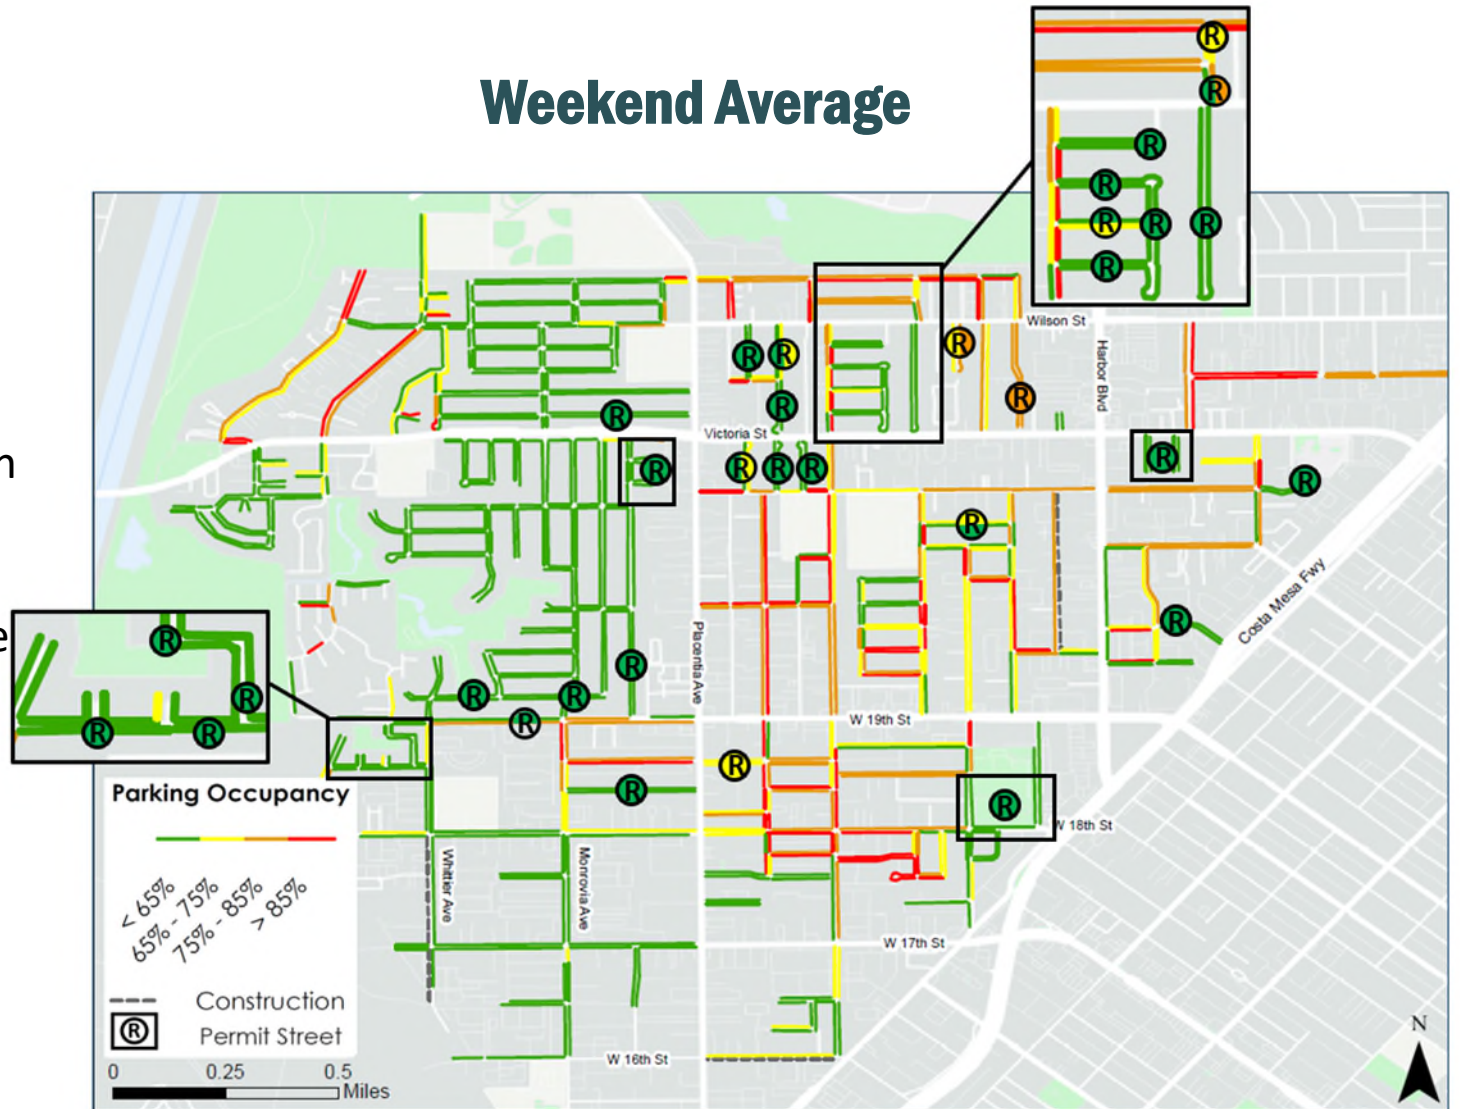 Weekend Average
R
R
R
R
R
R
R
R
Wilson St
R
R
R
R
Harbor Blvd
R
R
R
Victoria St
n
R
R
R
R
R
R
R
Costa Mesa Fwy
R
e
R
Placentia Ave
R
R
R
R
R
R
R
W 19th St
R
R
Parking Occupancy
R
R
W 18th St
< 65%
65% - 75%
75% - 85%
> 85%
Whittier Ave
Monrovia Ave
W 17th St
Construction
R Permit Street
N
W 16th St
0 0.25 0.5
Miles